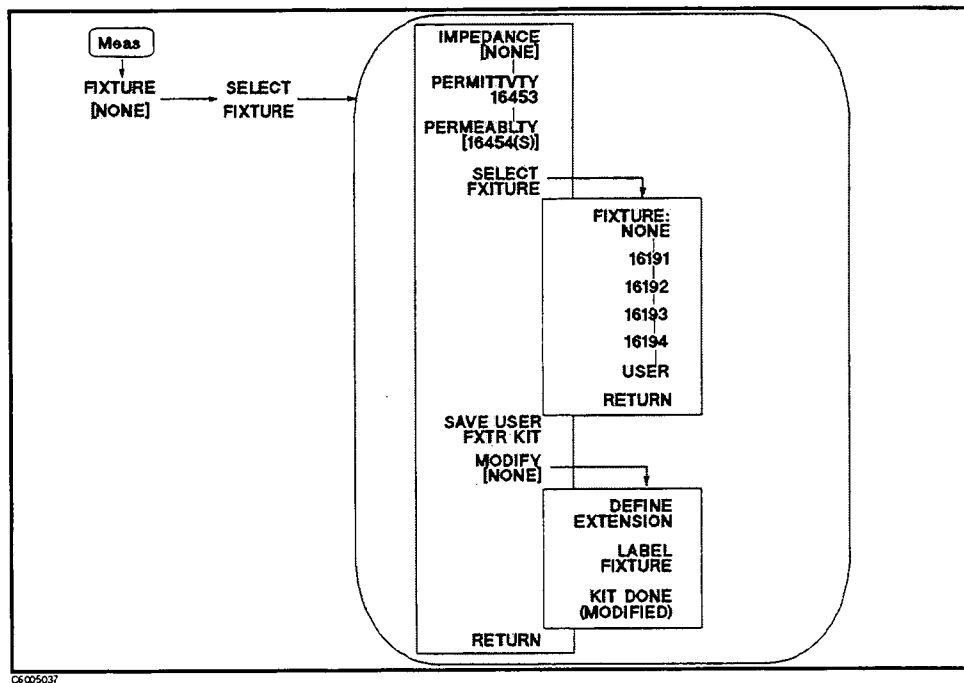 Meas
FIXTURE
[NONE]
SELECT
FIXTURE
IMPEDANCE
[NONE]
PERMITTVTY
16453
PERMEABLTY
[16454(S)]
SELECT
FXITURE
FIXTURE:
NONE
16191
16192
16193
16194
USER
RETURN
SAVE USER
FXTR KIT
MODIFY
[NONE]
DEFINE
EXTENSION
LABEL
FIXTURE
KIT DONE
(MODIFIED)
RETURN
C6005037